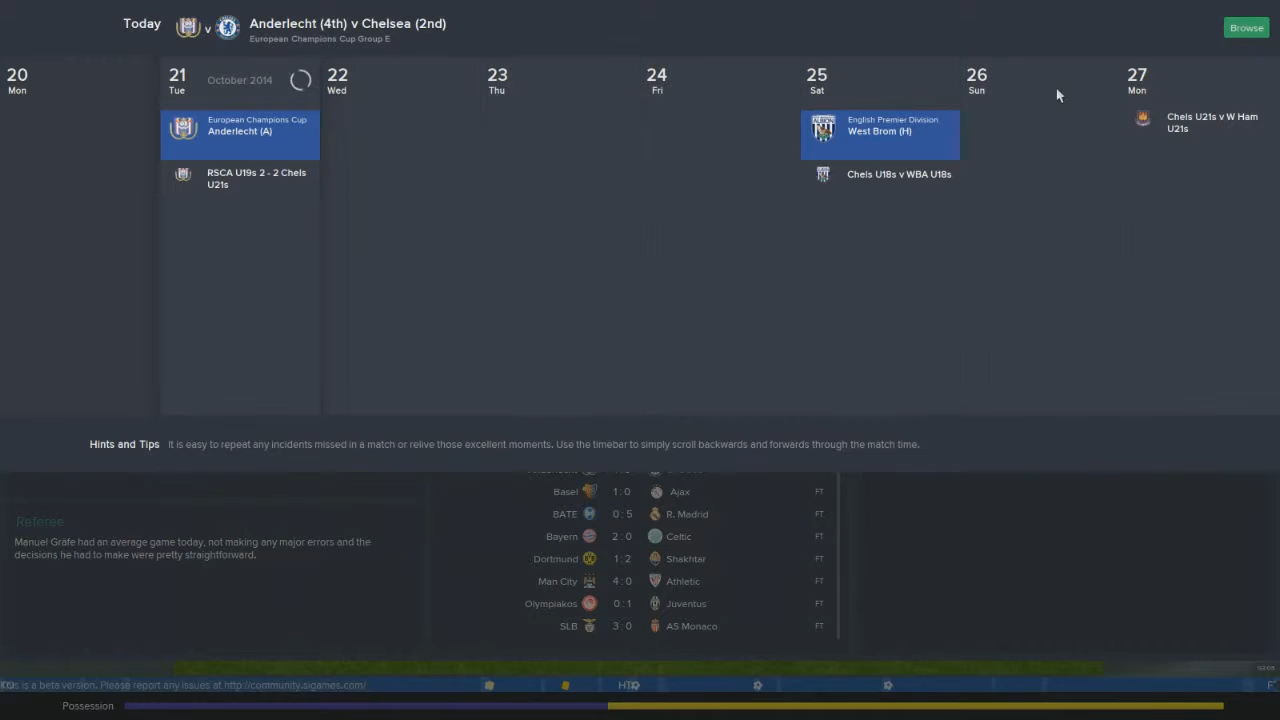 Today
v
Anderlecht (4th) v Chelsea (2nd)
European Champions Cup Group E
Browse
20
Mon
21
Tue
October 2014
22
Wed
23
Thu
24
Fri
25
Sat
26
Sun
27
Mon
European Champions Cup
Anderlecht (A)
RSCA U19s 2 - 2 Chels
U21s
English Premier Division
West Brom (H)
Chels U18s v WBA U18s
Chels U21s v W Ham
U21s
Hints and Tips It is easy to repeat any incidents missed in a match or relive those excellent moments. Use the timebar to simply scroll backwards and forwards through the match time.
Basel 1:0 Ajax FT
BATE 0:5 R. Madrid FT
Bayern 2:0 Celtic FT
Dortmund 1:2 Shakhtar FT
Man City 4:0 Athletic FT
Olympiakos 0:1 Juventus FT
SLB 3:0 AS Monaco FT
Referee
Manuel Gräfe had an average game today, not making any major errors and the
decisions he had to make were pretty straightforward.
is a beta version. Please report any issues at http://community.sigames.com/
HT
Possession